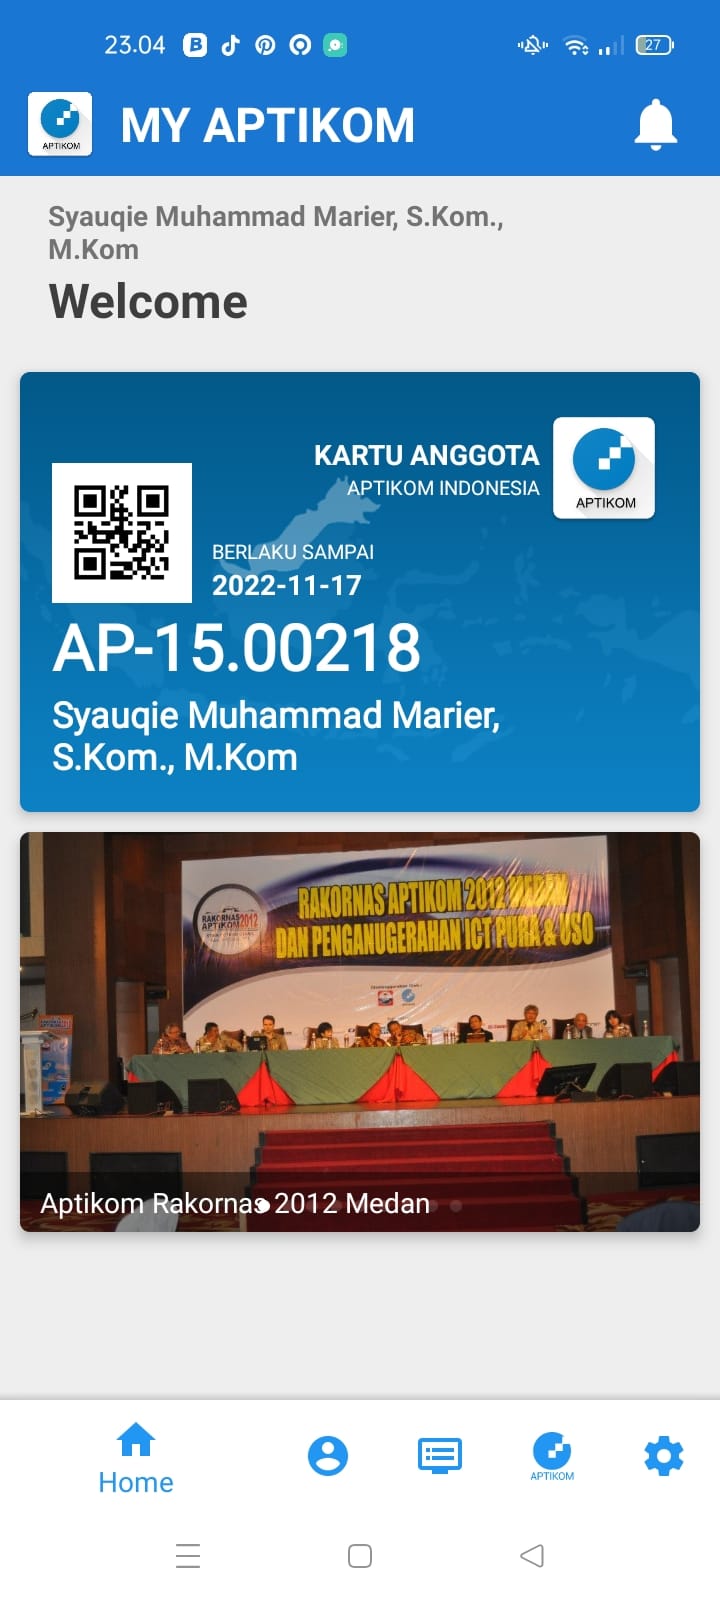 23.04
27
APTIKOM
MY APTIKOM
Syauqie Muhammad Marier, S.Kom.,
M.Kom
Welcome
KARTU ANGGOTA
APTIKOM INDONESIA
APTIKOM
BERLAKU SAMPAI
2022-11-17
AP-15.00218
Syauqie Muhammad Marier,
S.Kom., M.Kom
RAKORNAS APTIKOM 2012 MEDAN
DAN PENGANUGERAHAN ICT PURA & USO
RAKORNAS
APTIKOM2012
Aptikom Rakornas 2012 Medan
Home
APTIKOM